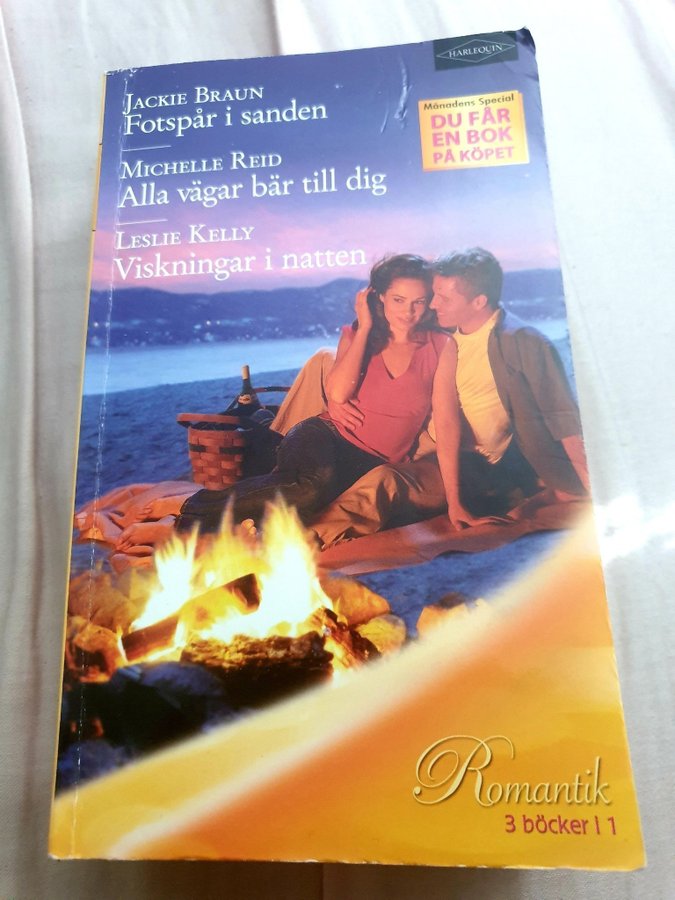 HARLEQUIN
JACKIE BRAUN
Fotspår i sanden
MICHELLE REID
Alla vägar bär till dig
LESLIE KELLY
Viskningar i natten
Månadens Special
DU FÅR
EN BOK
PÅ KÖPET
Romantik
3 böcker i 1